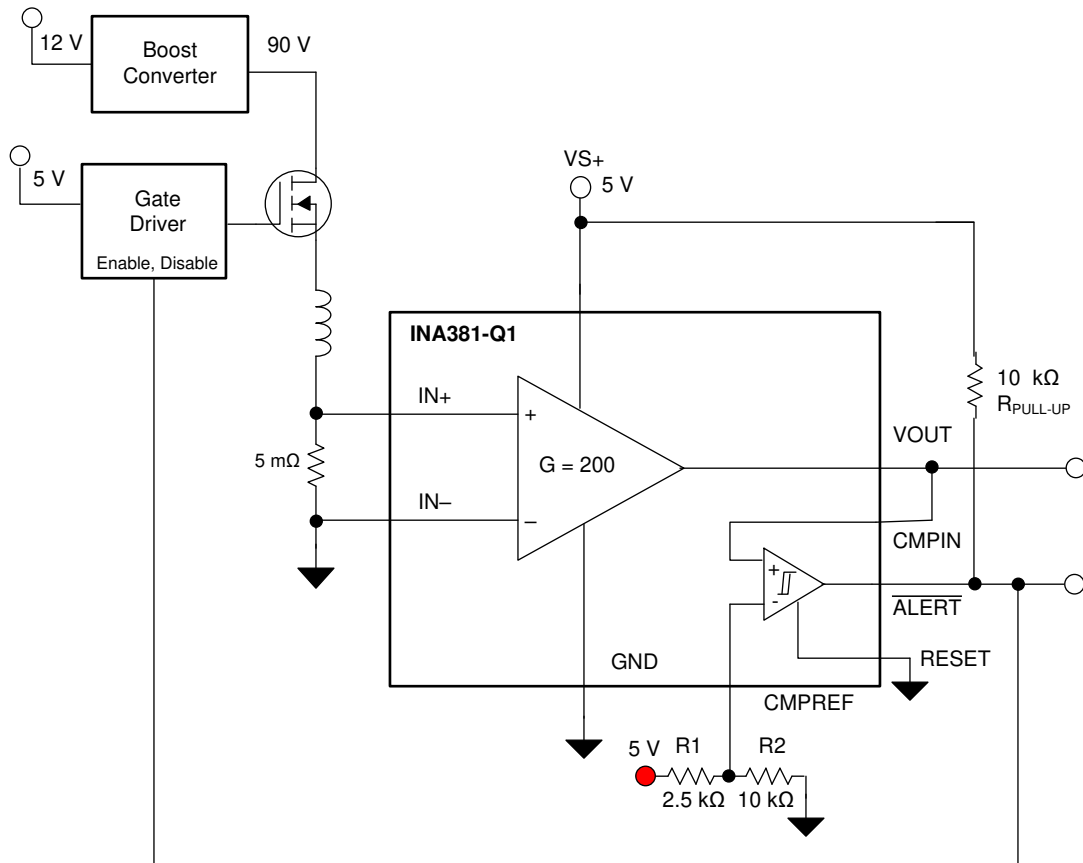 12 V
Boost
Converter
90 V
5 V
Gate
Driver
Enable, Disable
VS+
5 V
INA381-Q1
IN+
+
5 mΩ
G = 200
IN–
–
10 kΩ
RPULL-UP
VOUT
CMPIN
+
-
ALERT
RESET
GND
CMPREF
5 V
R1
R2
2.5 kΩ
10 kΩ